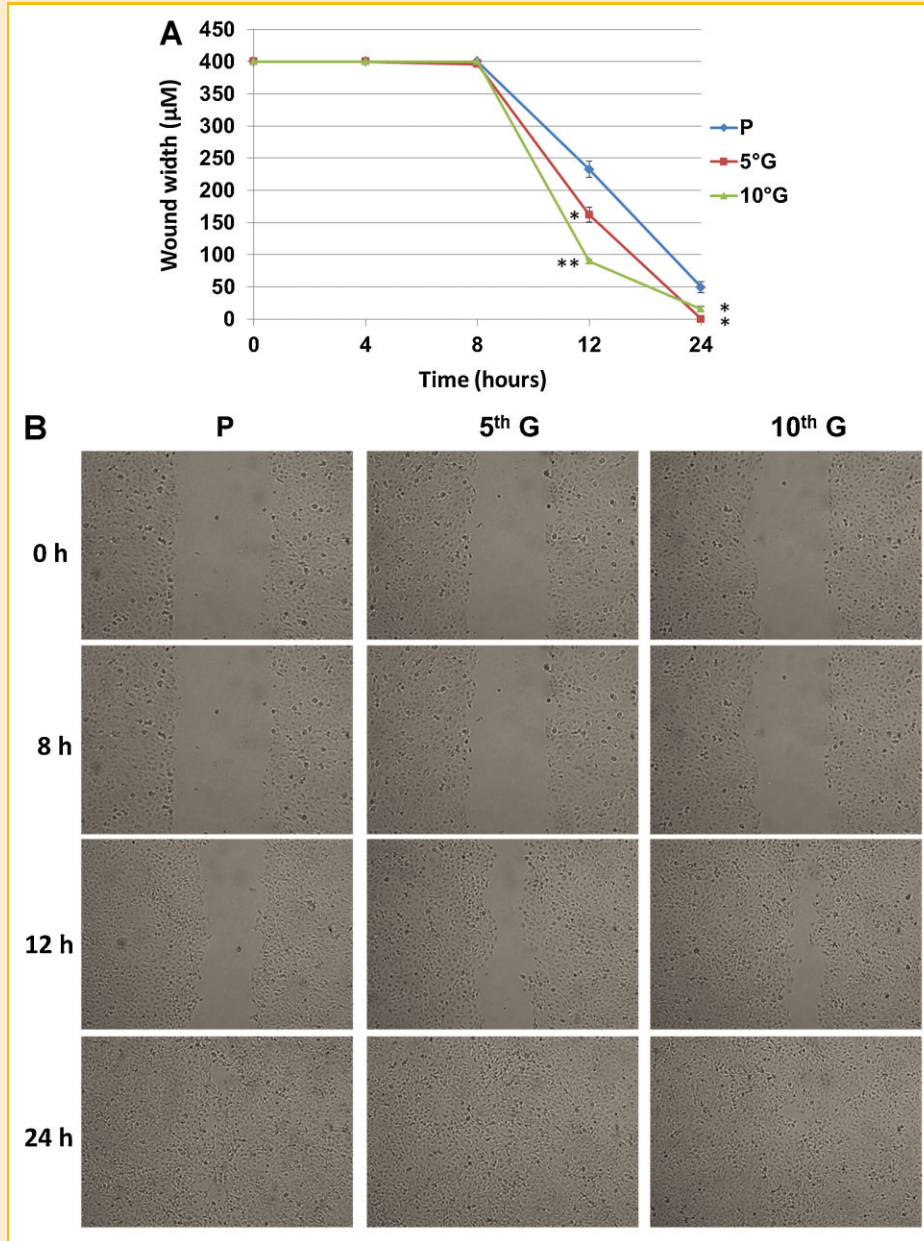 A
450
400
350
300
250
200
150
100
50
0
Wound width (µM)
*
**
*
*
0 4 8 12 24
Time (hours)
P
5°G
10°G
B
P 5th G 10th G
0 h
8 h
12 h
24 h